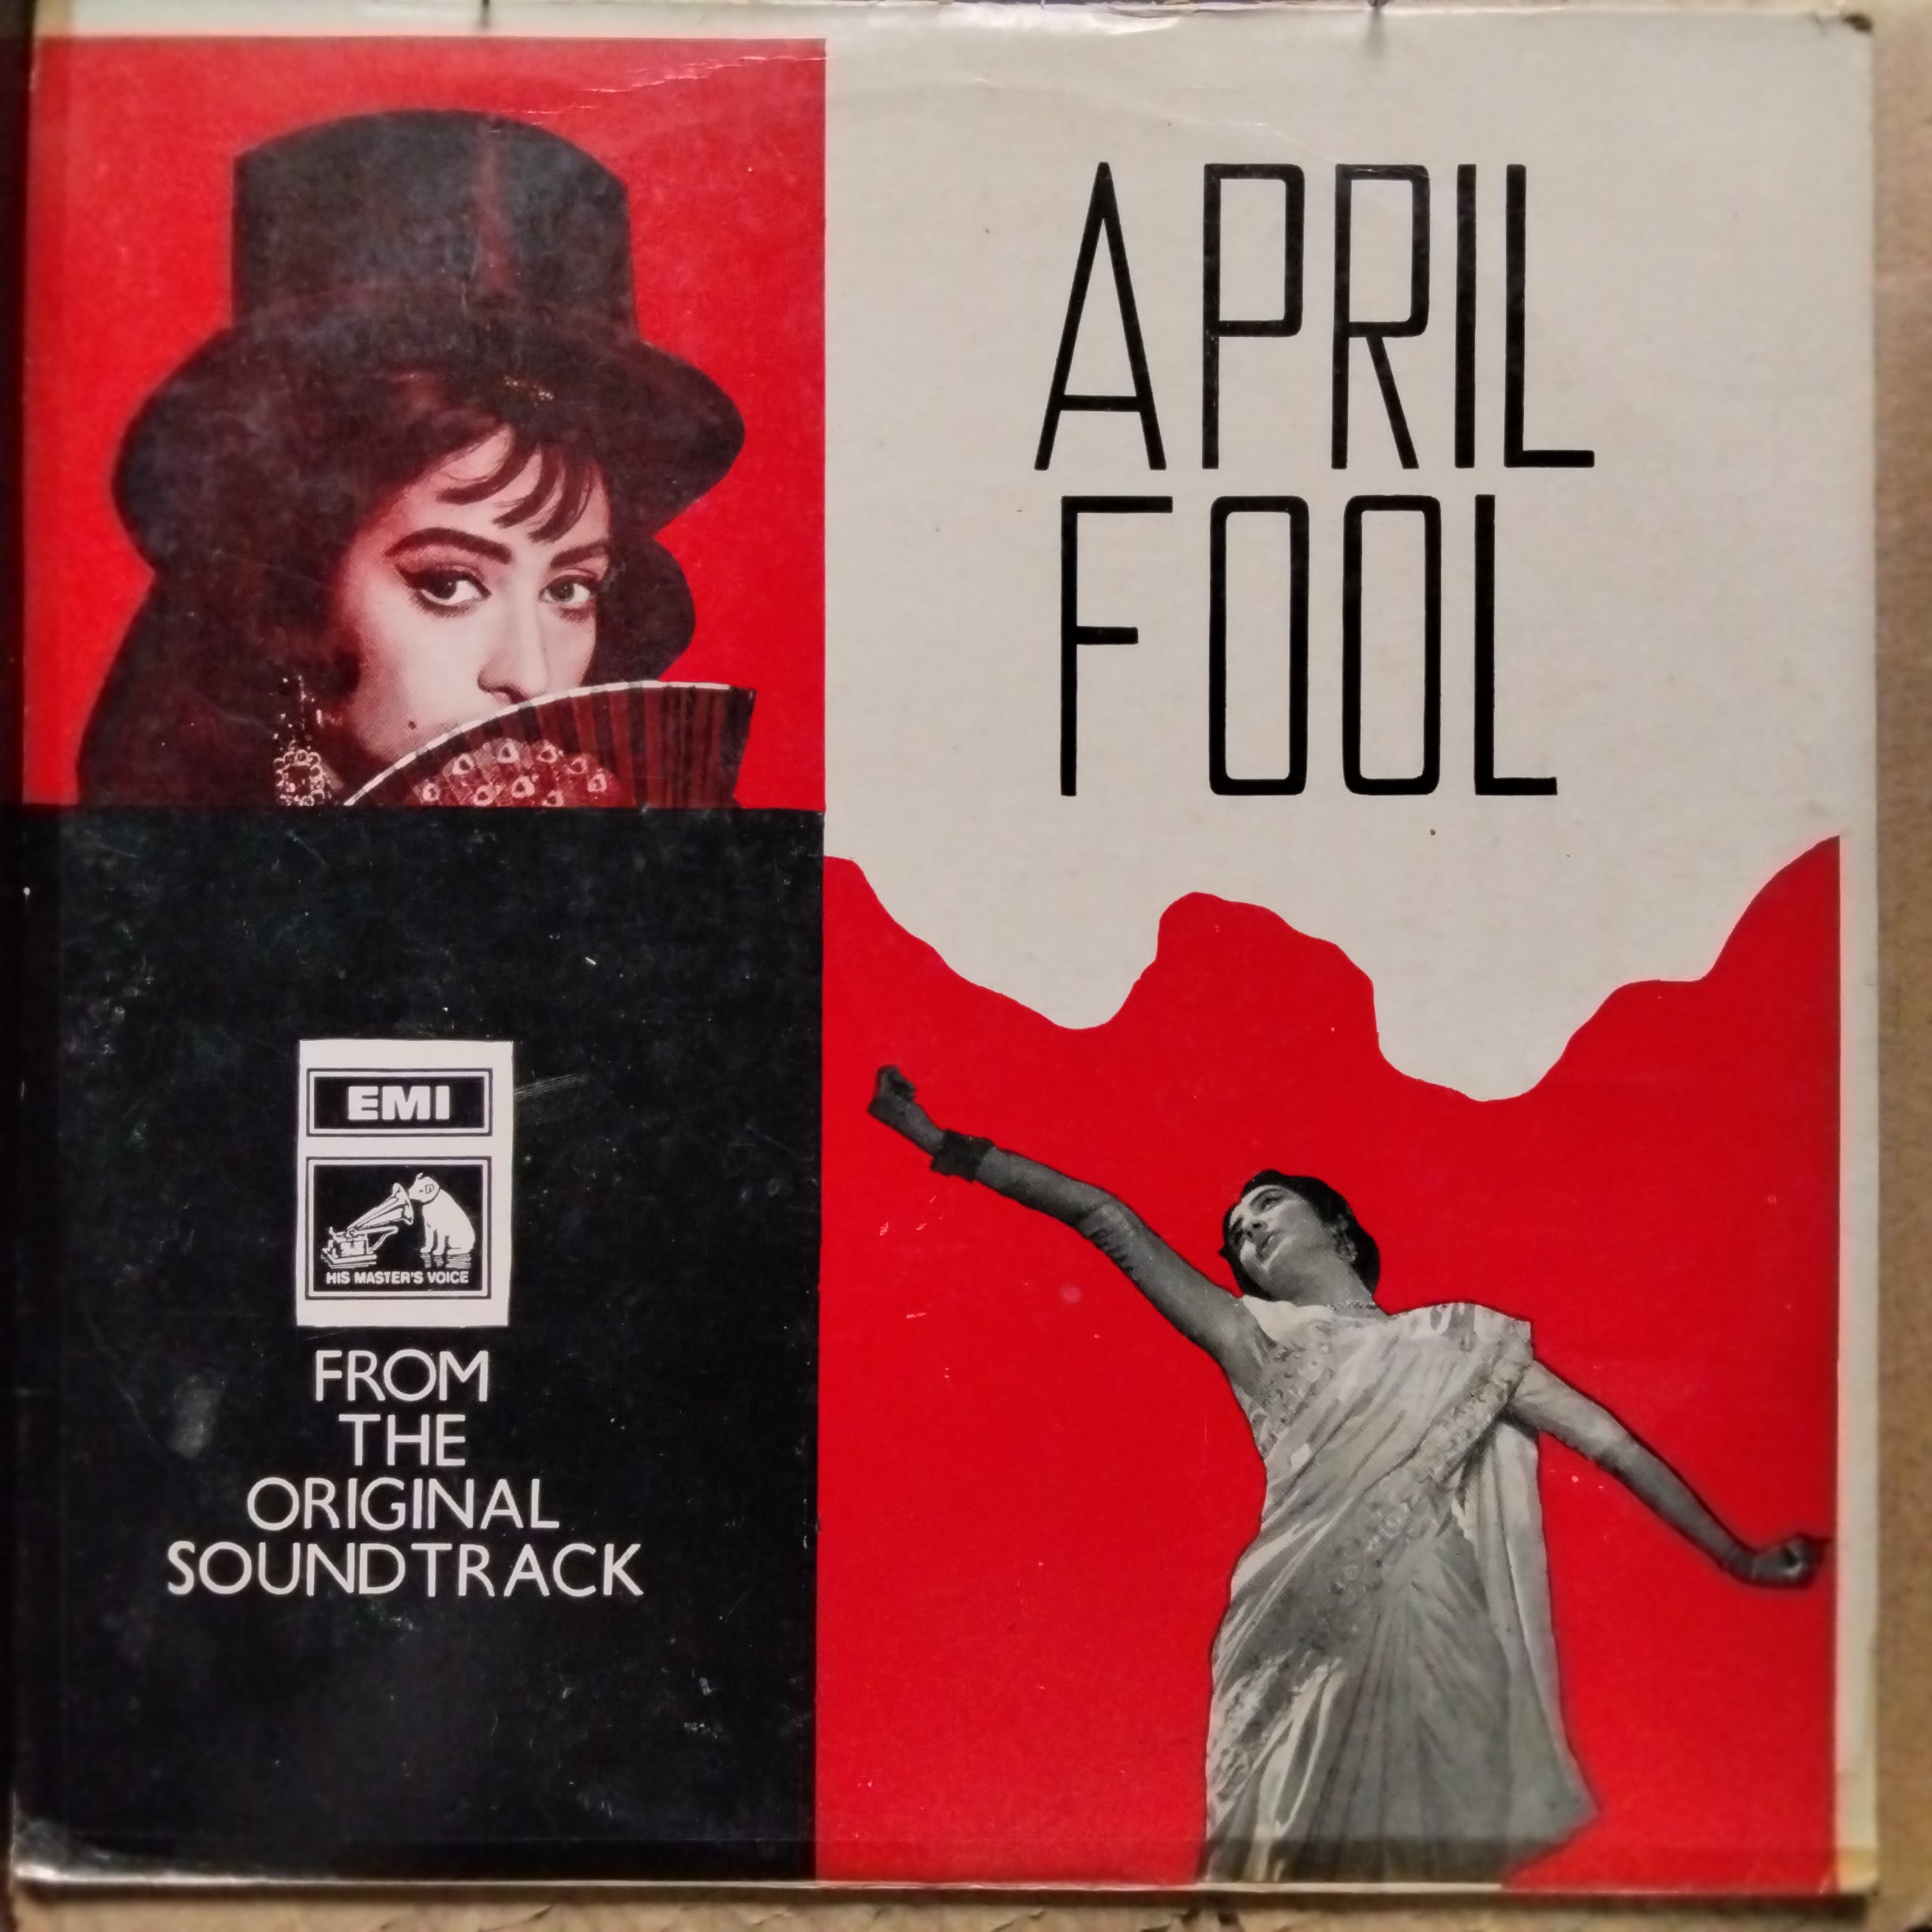 APRIL
FOOL
EMI
HIS MASTER'S VOICE
FROM
THE
ORIGINAL
SOUNDTRACK